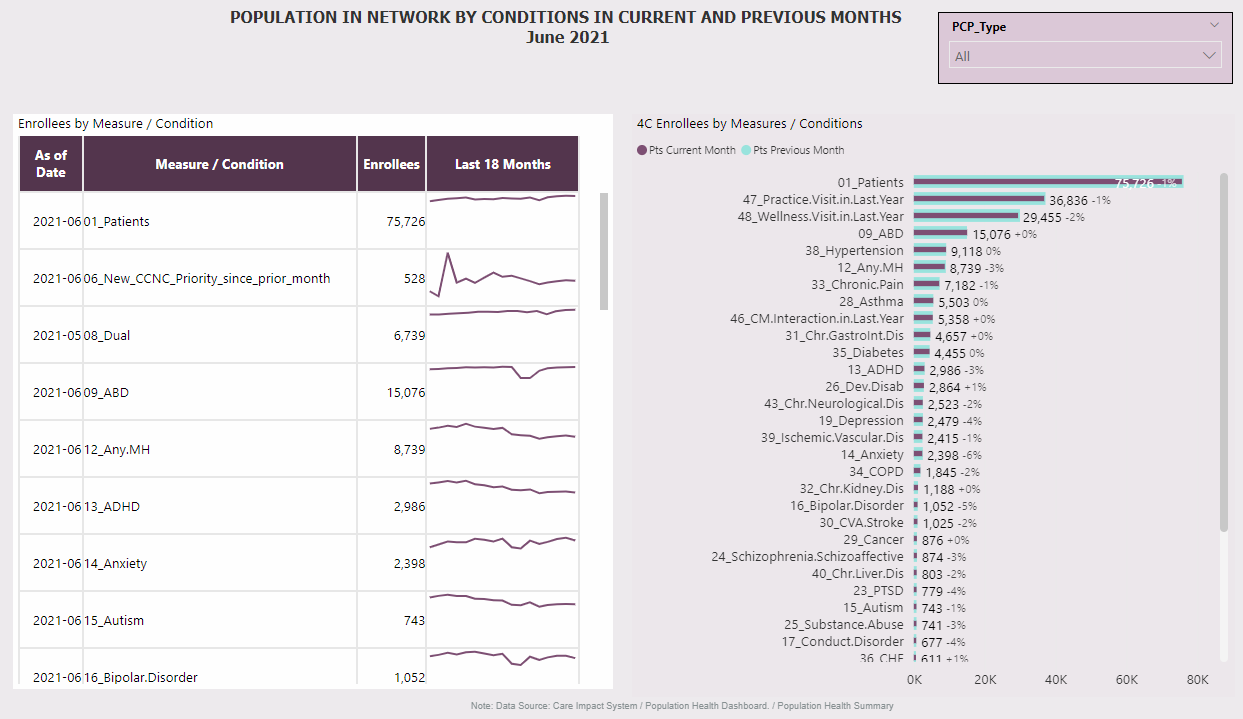 POPULATION IN NETWORK BY CONDITIONS IN CURRENT AND PREVIOUS MONTHS
June 2021
PCP_Type
All
Enrollees by Measure / Condition
As of Date Measure / Condition Enrollees Last 18 Months
2021-06 01_Patients 75,726
2021-06 06_New_CCNC_Priority_since_prior_month 528
2021-05 08_Dual 6,739
2021-06 09_ABD 15,076
2021-06 12_Any.MH 8,739
2021-06 13_ADHD 2,986
2021-06 14_Anxiety 2,398
2021-06 15_Autism 743
2021-06 16_Bipolar.Disorder 1,052
4C Enrollees by Measures / Conditions
Pts Current Month Pts Previous Month
01_Patients 75,726 -1%
47_Practice.Visit.in.Last.Year 36,836 -1%
48_Wellness.Visit.in.Last.Year 29,455 -2%
09_ABD 15,076 +0%
38_Hypertension 9,118 0%
12_Any.MH 8,739 -3%
33_Chronic.Pain 7,182 -1%
28_Asthma 5,503 0%
46_CM.Interaction.in.Last.Year 5,358 +0%
31_Chr.GastroInt.Dis 4,657 +0%
35_Diabetes 4,455 0%
13_ADHD 2,986 -3%
26_Dev.Disab 2,864 +1%
43_Chr.Neurological.Dis 2,523 -2%
19_Depression 2,479 -4%
39_Ischemic.Vascular.Dis 2,415 -1%
14_Anxiety 2,398 -6%
34_COPD 1,845 -2%
32_Chr.Kidney.Dis 1,188 +0%
16_Bipolar.Disorder 1,052 -5%
30_CVA.Stroke 1,025 -2%
29_Cancer 876 +0%
24_Schizophrenia.Schizoaffective 874 -3%
40_Chr.Liver.Dis 803 -2%
23_PTSD 779 -4%
15_Autism 743 -1%
25_Substance.Abuse 741 -3%
17_Conduct.Disorder 677 -4%
36_CHF 611 +1%
0K 20K 40K 60K 80K
Note: Data Source: Care Impact System / Population Health Dashboard. / Population Health Summary